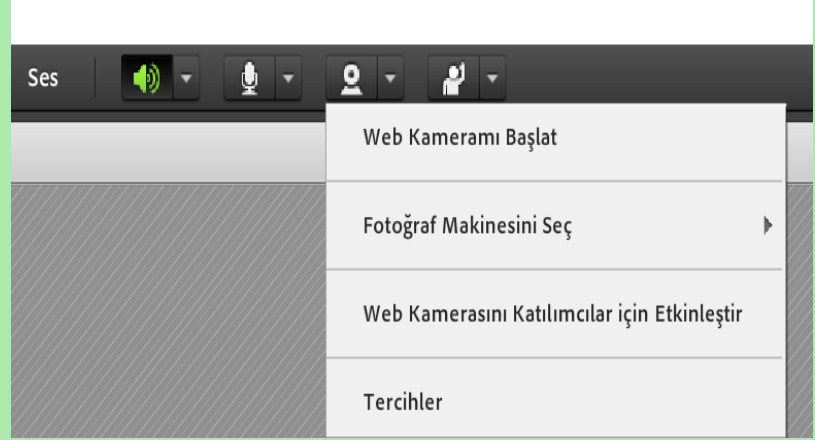 Ses
Web Kameramı Başlat
Fotoğraf Makinesini Seç
Web Kamerasını Katılımcılar için Etkinleştir
Tercihler